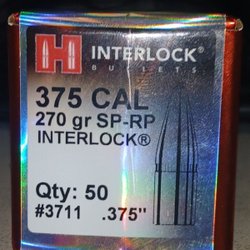 H INTERLOCK®
BULLETS
375 CAL
270 gr SP-RP
INTERLOCK®
Qty: 50
#3711 .375"